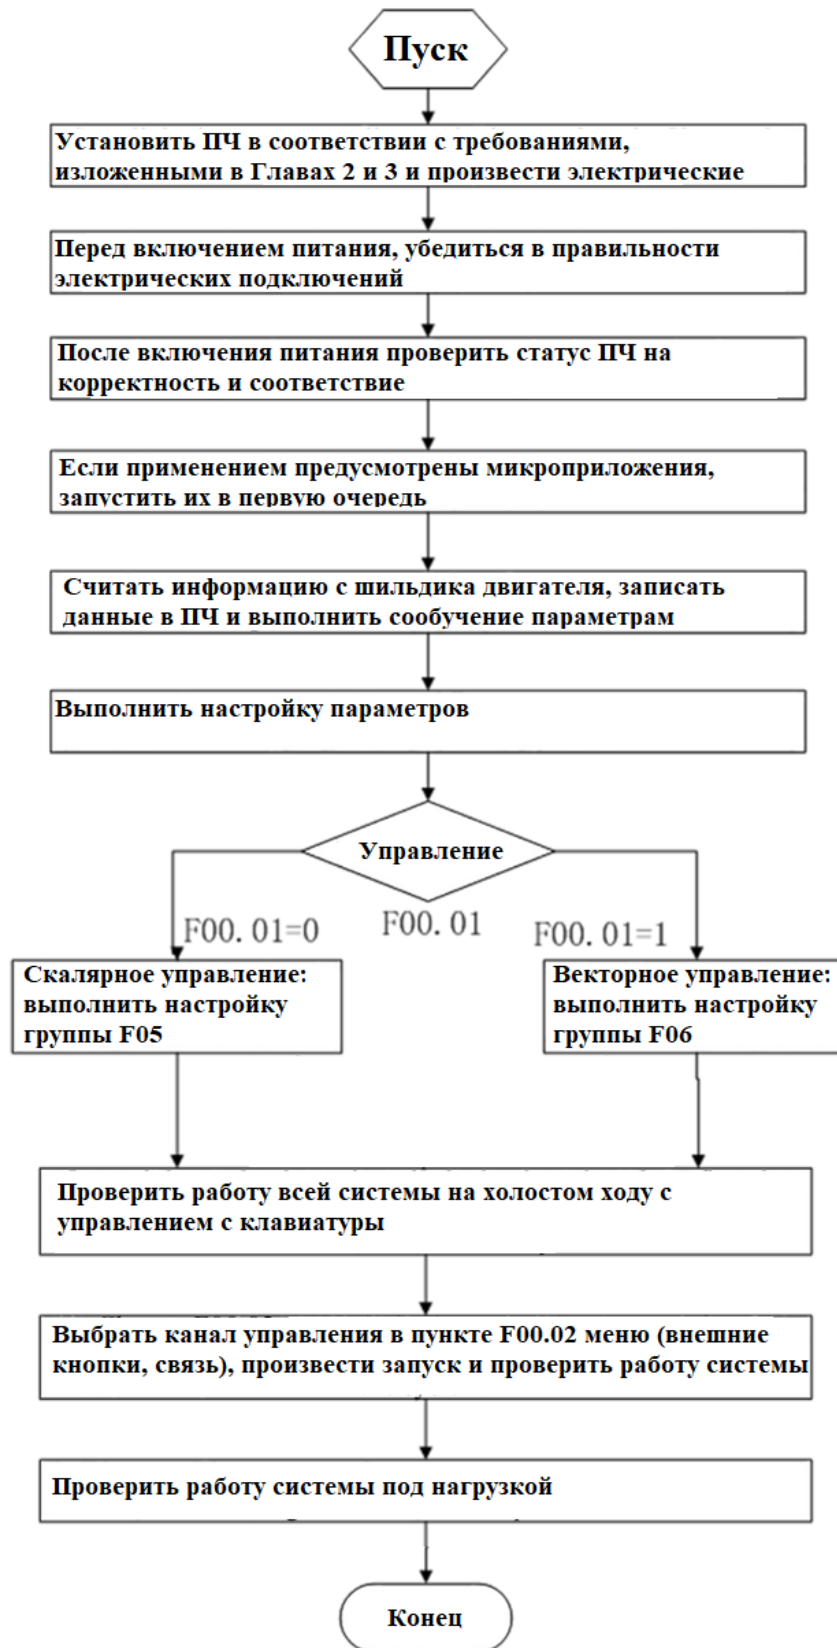 Пуск
Установить ПЧ в соответствии с требованиями,
изложенными в Главах 2 и 3 и произвести электрические
Перед включением питания, убедиться в правильности
электрических подключений
После включения питания проверить статус ПЧ на
корректность и соответствие
Если применением предусмотрены микроприложения,
запустить их в первую очередь
Считать информацию с шильдика двигателя, записать
данные в ПЧ и выполнить сообучение параметрам
Выполнить настройку параметров
Управление
F00.01=0
F00.01
F00.01=1
Скалярное управление:
выполнить настройку
группы F05
Векторное управление:
выполнить настройку
группы F06
Проверить работу всей системы на холостом ходу с
управлением с клавиатуры
Выбрать канал управления в пункте F00.02 меню (внешние
кнопки, связь), произвести запуск и проверить работу системы
Проверить работу системы под нагрузкой
Конец